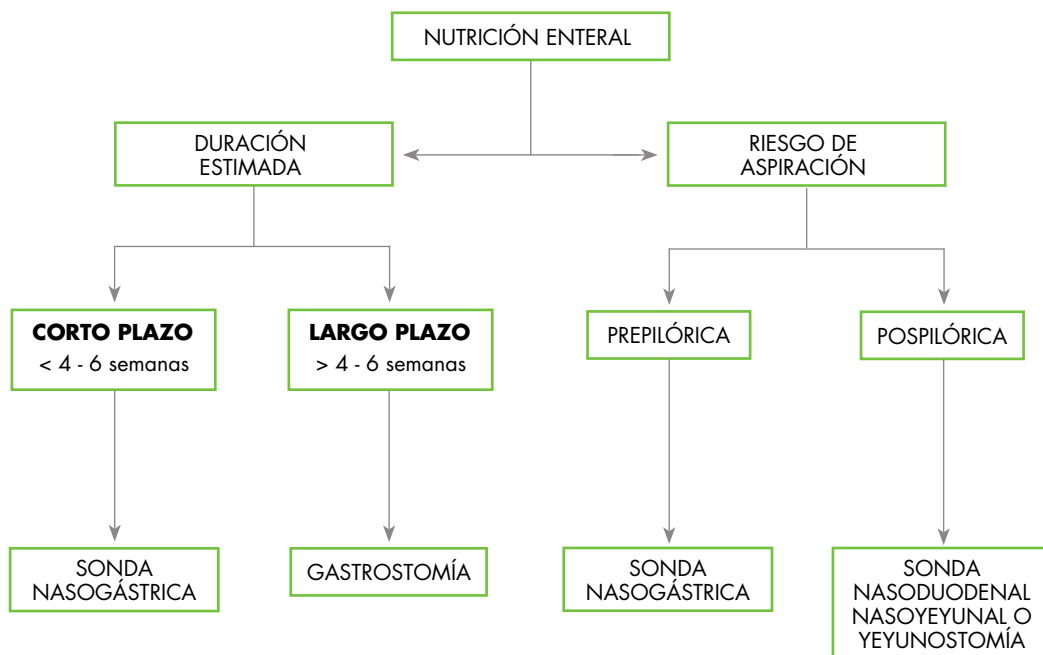 NUTRICIÓN ENTERAL
DURACIÓN
ESTIMADA
RIESGO DE
ASPIRACIÓN
CORTO PLAZO
< 4 - 6 semanas
LARGO PLAZO
> 4 - 6 semanas
PREPILÓRICA
POSPILÓRICA
SONDA
NASOGÁSTRICA
GASTROSTOMÍA
SONDA
NASOGÁSTRICA
SONDA
NASODUODENAL
NASOYEYUNAL O
YEYUNOSTOMÍA